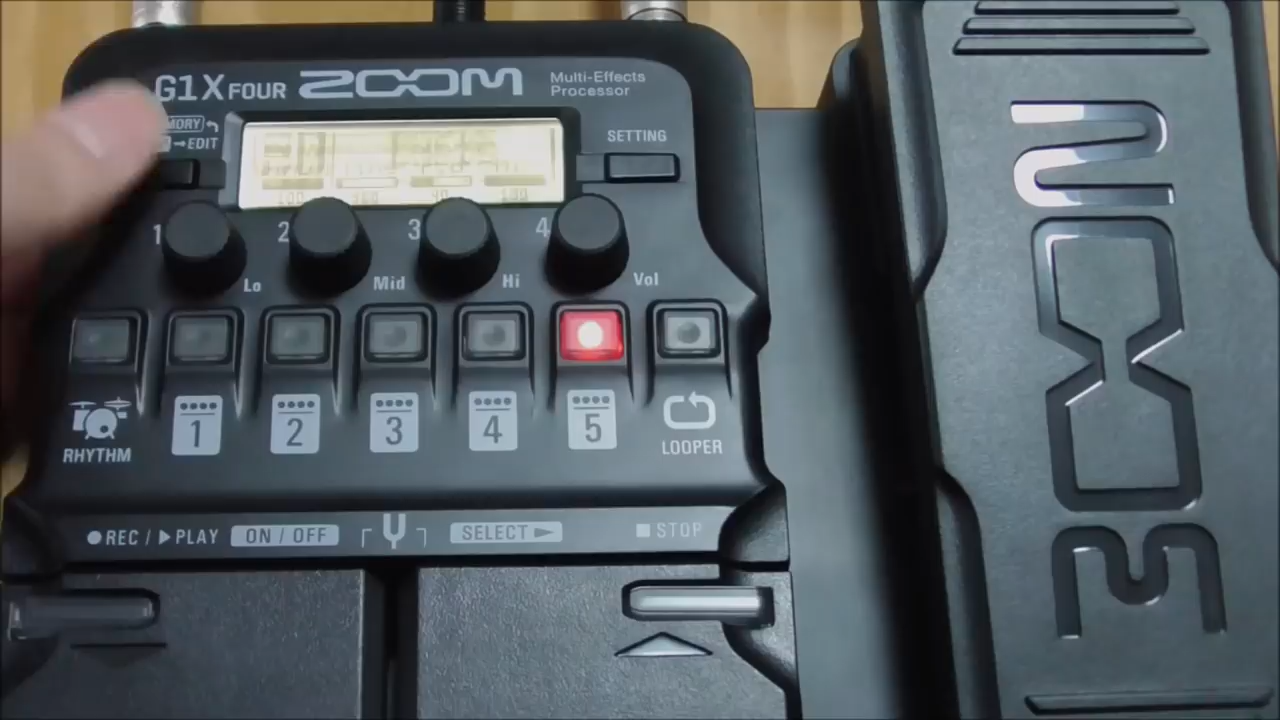 G1X FOUR ZOOM Multi-Effects
Processor
MORY
→EDIT
SETTING
1 2 3 4
Lo Mid Hi Vol
RHYTHM 1 2 3 4 5 LOOPER
●REC / ▶PLAY ON / OFF SELECT► ■STOP
ZOOM